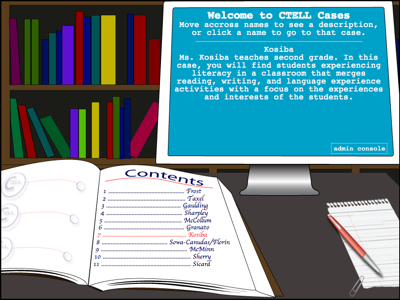 Welcome to CTELL Cases
Move accross names to see a description,
or click a name to go to that case.
Kosiba
Ms. Kosiba teaches second grade. In this
case, you will find students experiencing
literacy in a classroom that merges
reading, writing, and language experience
activities with a focus on the experiences
and interests of the students.
admin console
Contents
1 Frost
2 Taxel
3 Goulding
4 Sharpley
5 McCollum
6 Granato
7 Kosiba
8 Sowa-Canudas/Florin
9 McMinn
10 Sherry
11 Sicard